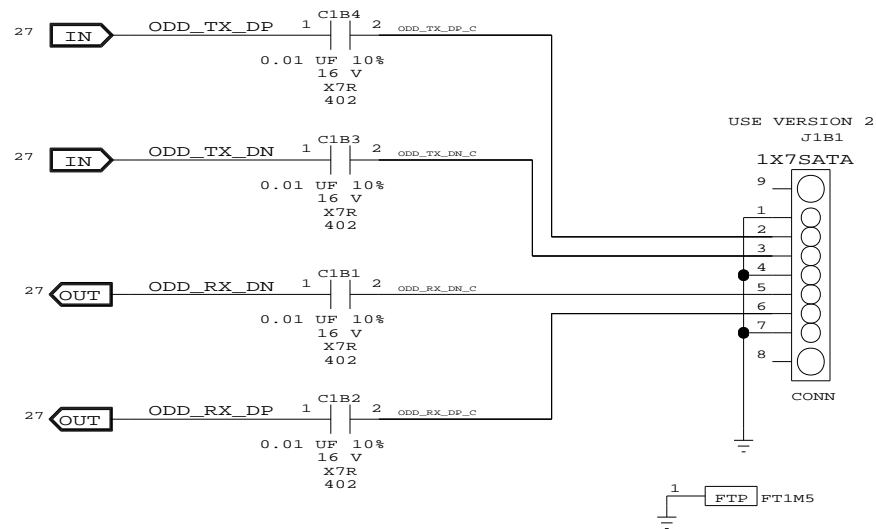 C1B4
27 IN ODD_TX_DP 1 2 ODD_TX_DP_C
0.01 UF 10%
16 V
X7R
402
C1B3
27 IN ODD_TX_DN 1 2 ODD_TX_DN_C
0.01 UF 10%
16 V
X7R
402
C1B1
27 OUT ODD_RX_DN 1 2 ODD_RX_DN_C
0.01 UF 10%
16 V
X7R
402
C1B2
27 OUT ODD_RX_DP 1 2 ODD_RX_DP_C
0.01 UF 10%
16 V
X7R
402
USE VERSION 2
J1B1
1X7SATA
9
1
2
3
4
5
6
7
8
CONN
1 FTP FT1M5